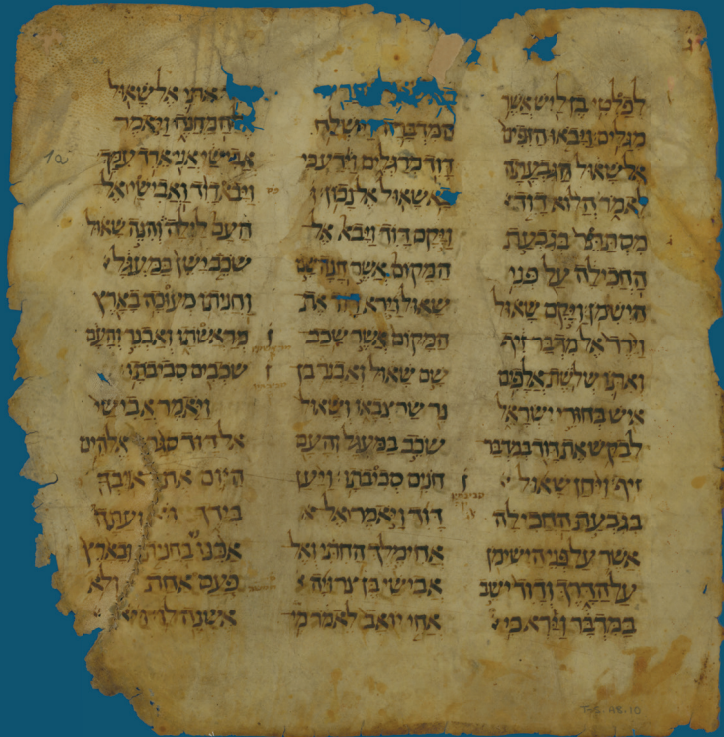 לפלטי בן ליש אשר
מגלים ויבאו הזפים
אל שאול הגבעתה
לאמר הלוא דוד
מסתתר בגבעת
החכילה על פני
הישמן ויקם שאול
וירד אל מדבר זיף
ואתו שלשת אלפים
איש בחורי ישראל
לבקש את דוד במדבר
זיף ויחן שאול
בגבעת החכילה
אשר על פני הישימן
על הדרך ודוד ישב
במדבר וירא כי
המדברה וישלח
דוד מרגלים וידע כי
בא שאול אל נכון
ויקם דוד ויבא אל
המקום אשר חנה שם
שאול וירא דוד את
המקום אשר שכב
שם שאול ואבנר בן
נר שר צבאו ושאול
שכב במעגל והעם
חנים סביבתו ויען
דוד ויאמר אל א
אחימלך החתי ואל
אבישי בן צרויה
אחי יואב לאמר מי
אתי אל שאול
אל המחנה ויאמר
אבישי אני ארד עמך
ויבא דוד ואבישי אל
העם לילה והנה שאול
שכב ישן במעגל
וחניתו מעוכה בארץ
מראשתו ואבנר והעם
שכבים סביבתו
ויאמר אבישי
אל דוד סגר אלהים
היום את אויבך
בידך ועתה
אכנו בחנית ובארץ
פעם אחת ולא
אשנה לו
1a
T-S. A8.10